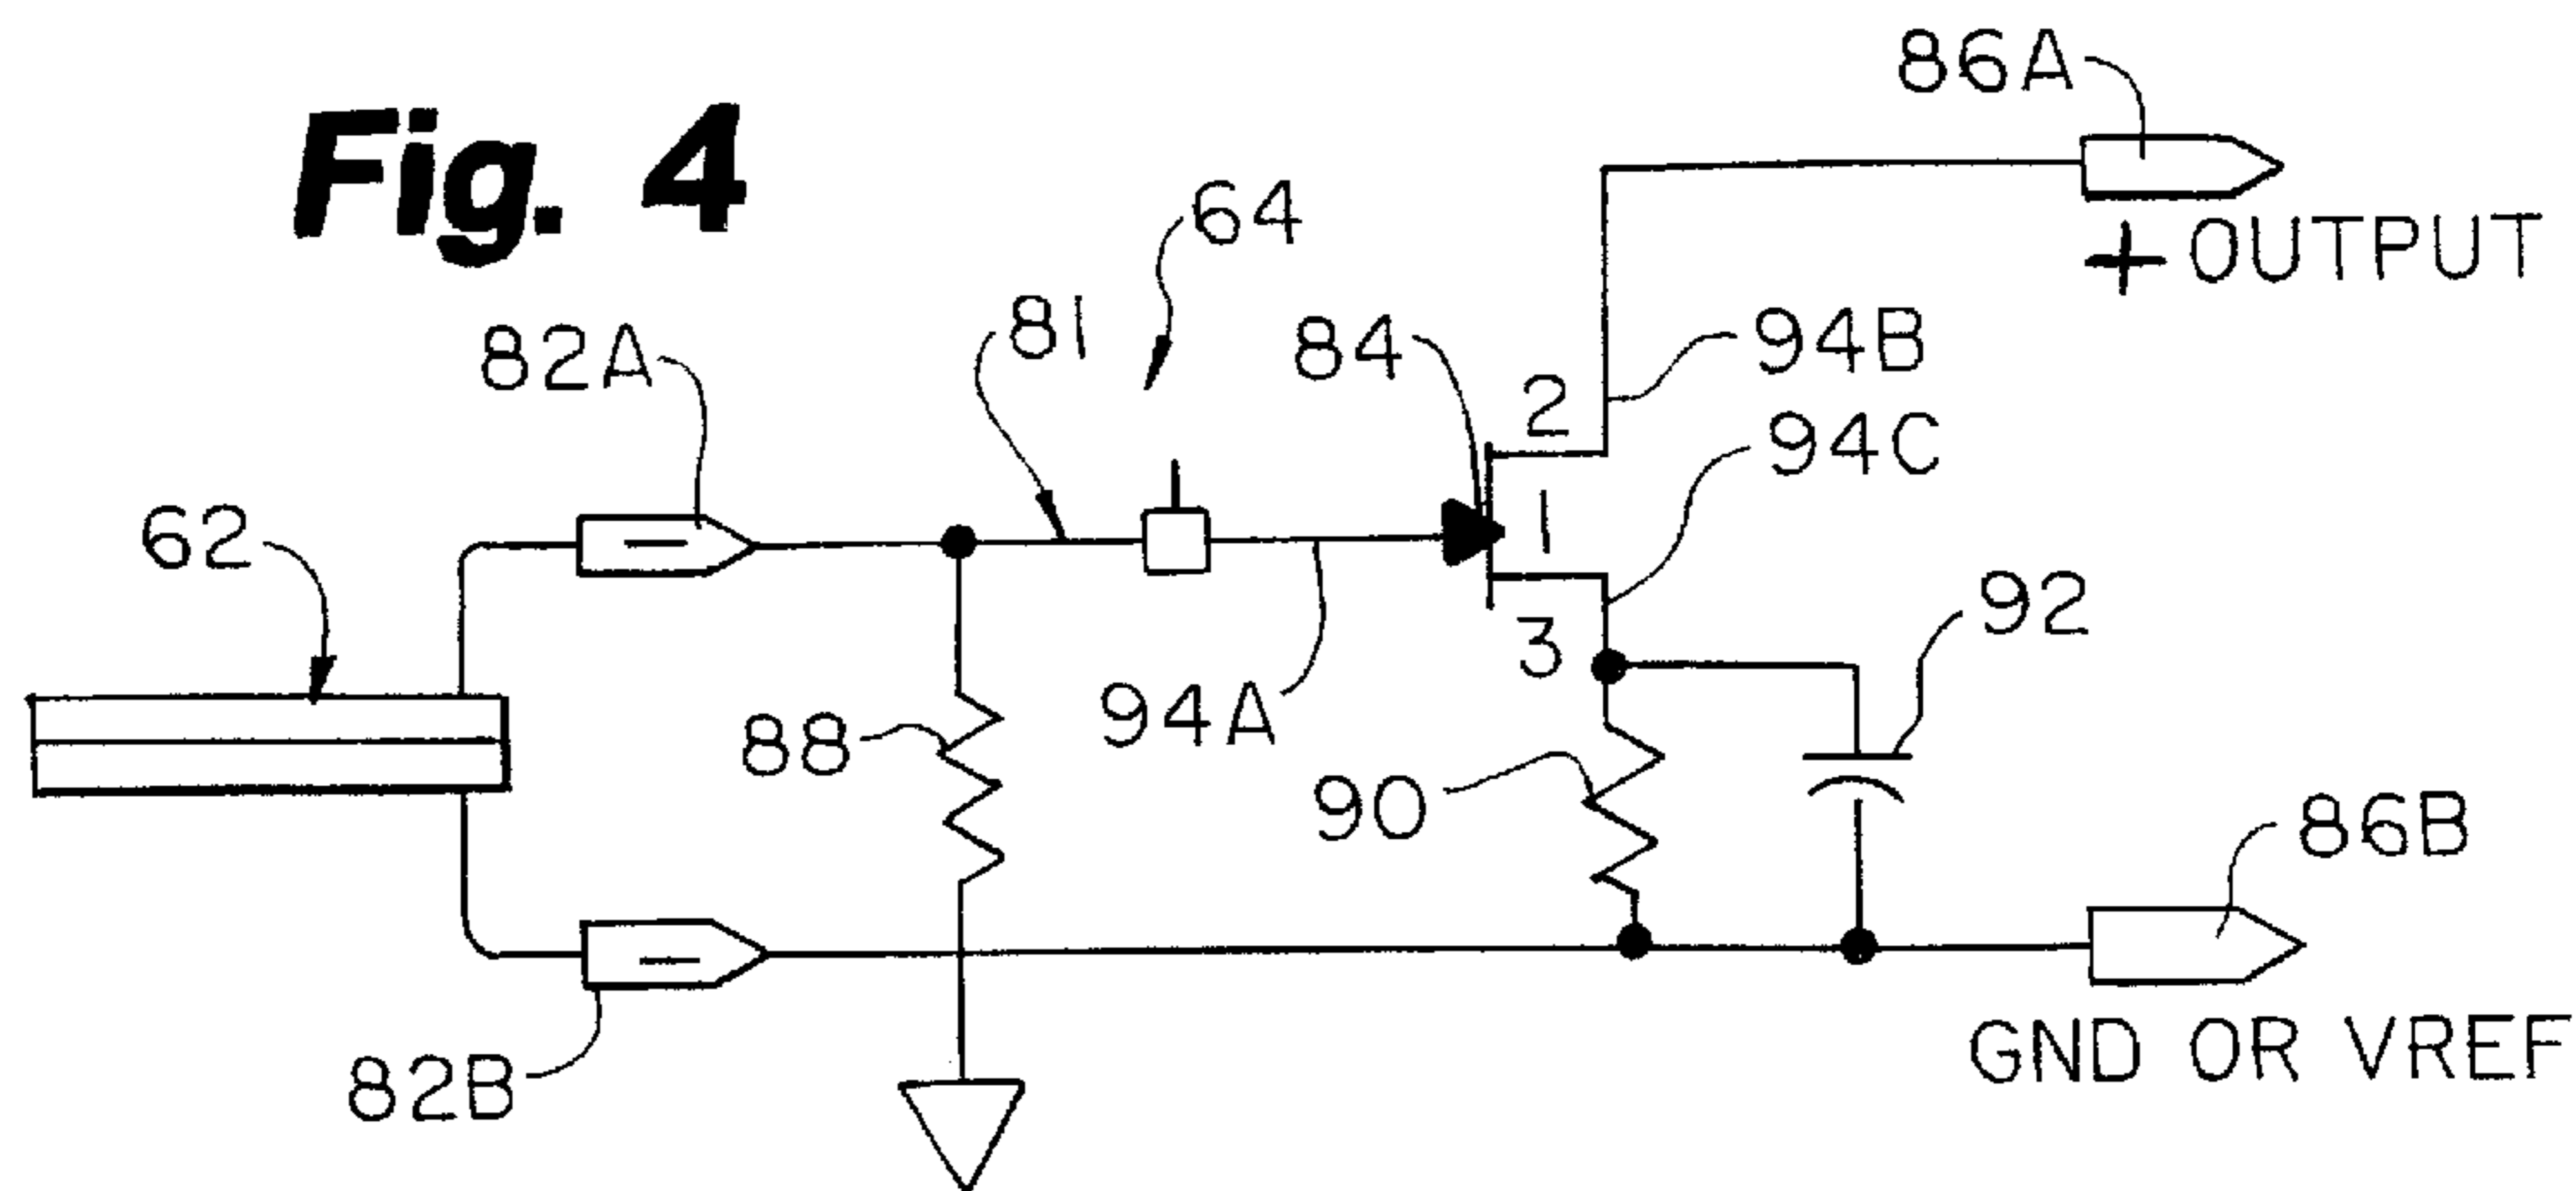 Fig. 4
86A
+ OUTPUT
64
81
82A
84
94B
2
94C
62
1
92
3
94A
88
90
86B
82B
GND OR VREF